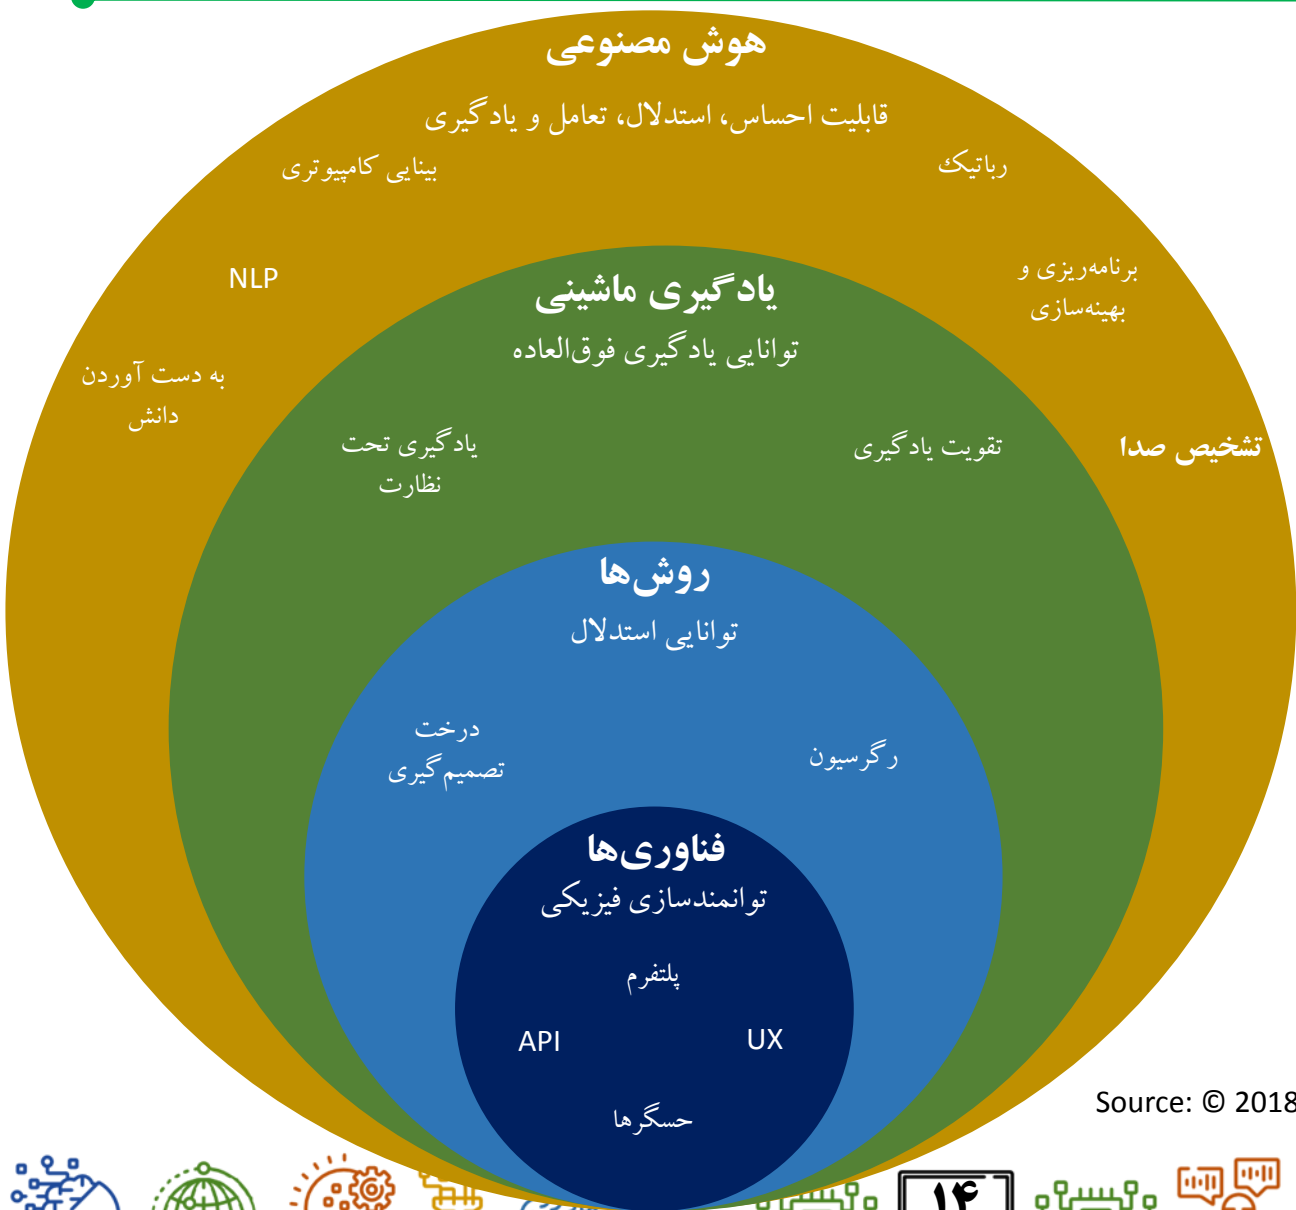 هوش مصنوعی
قابلیت احساس، استدلال، تعامل و یادگیری
رباتیک
بینایی کامپیوتری
برنامه‌ریزی و
بهینه‌سازی
NLP
به دست آوردن
دانش
تشخیص صدا
یادگیری ماشینی
توانایی یادگیری فوق‌العاده
تقویت یادگیری
یادگیری تحت
نظارت
روش‌ها
توانایی استدلال
رگرسیون
درخت
تصمیم‌گیری
فناوری‌ها
توانمندسازی فیزیکی
پلتفرم
API
UX
حسگرها
Source: © 2018
۱۴